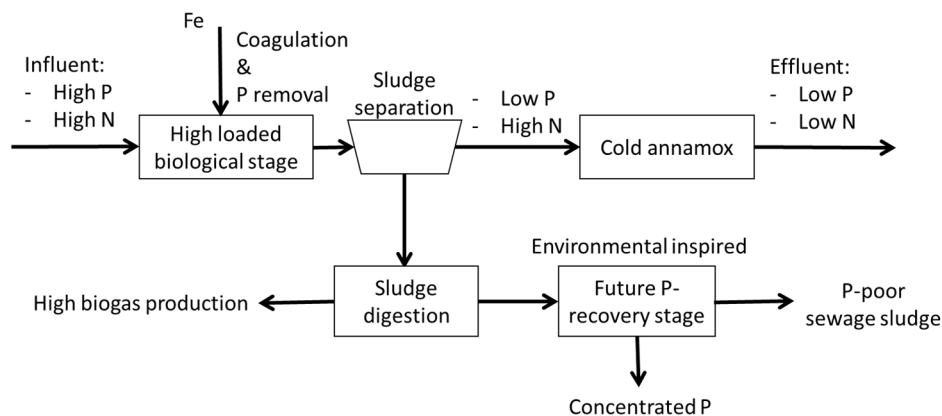 Fe
Coagulation
&
P removal
Influent:
- High P
- High N
High loaded
biological stage
Sludge
separation
- Low P
- High N
Cold annamox
Effluent:
- Low P
- Low N
Environmental inspired
High biogas production
Sludge
digestion
Future P-
recovery stage
P-poor
sewage sludge
Concentrated P